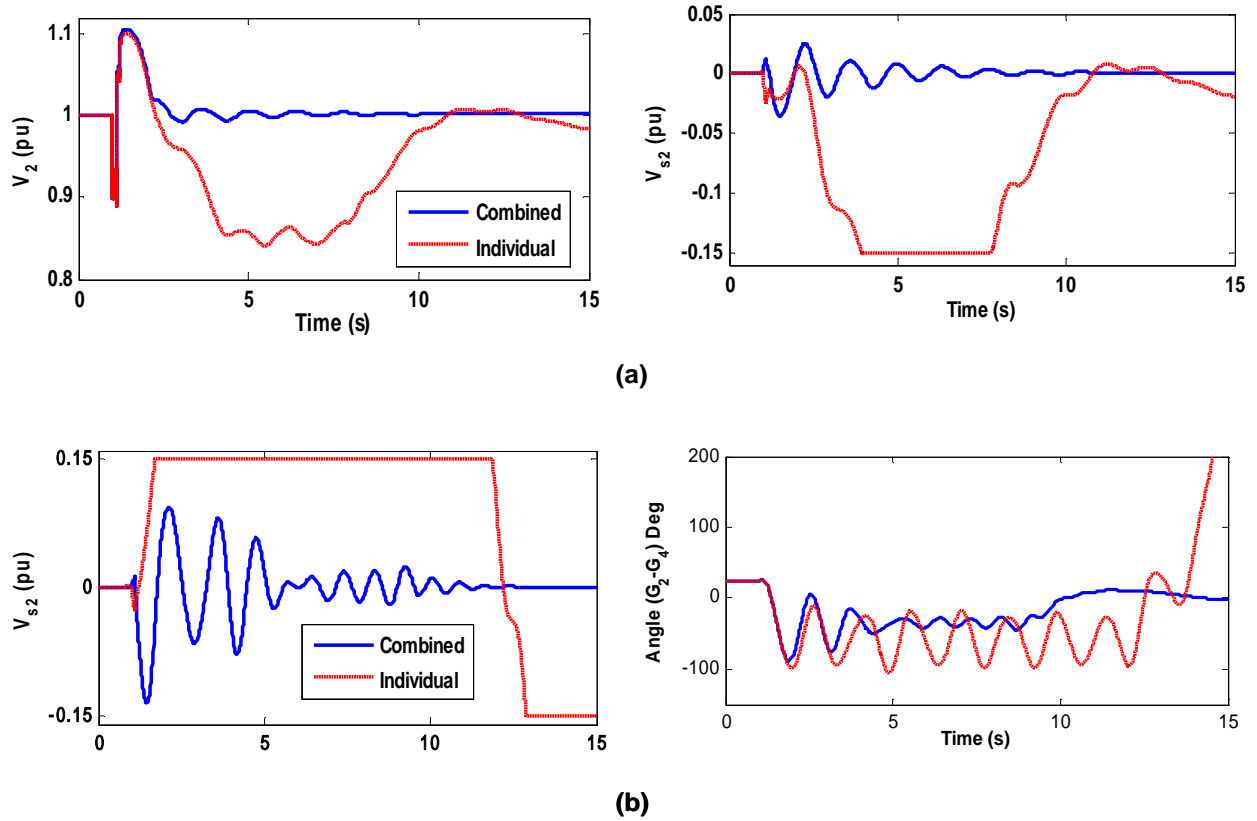 1.1
1
0.9
0.8
V2 (pu)
Combined
Individual
0 5 10 15
Time (s)
0.05
0
-0.05
-0.1
-0.15
Vs2 (pu)
0 5 10 15
Time (s)
(a)
0.15
0
-0.15
Vs2 (pu)
Combined
Individual
0 5 10 15
200
100
0
-100
Angle (G2-G4) Deg
0 5 10 15
Time (s)
(b)